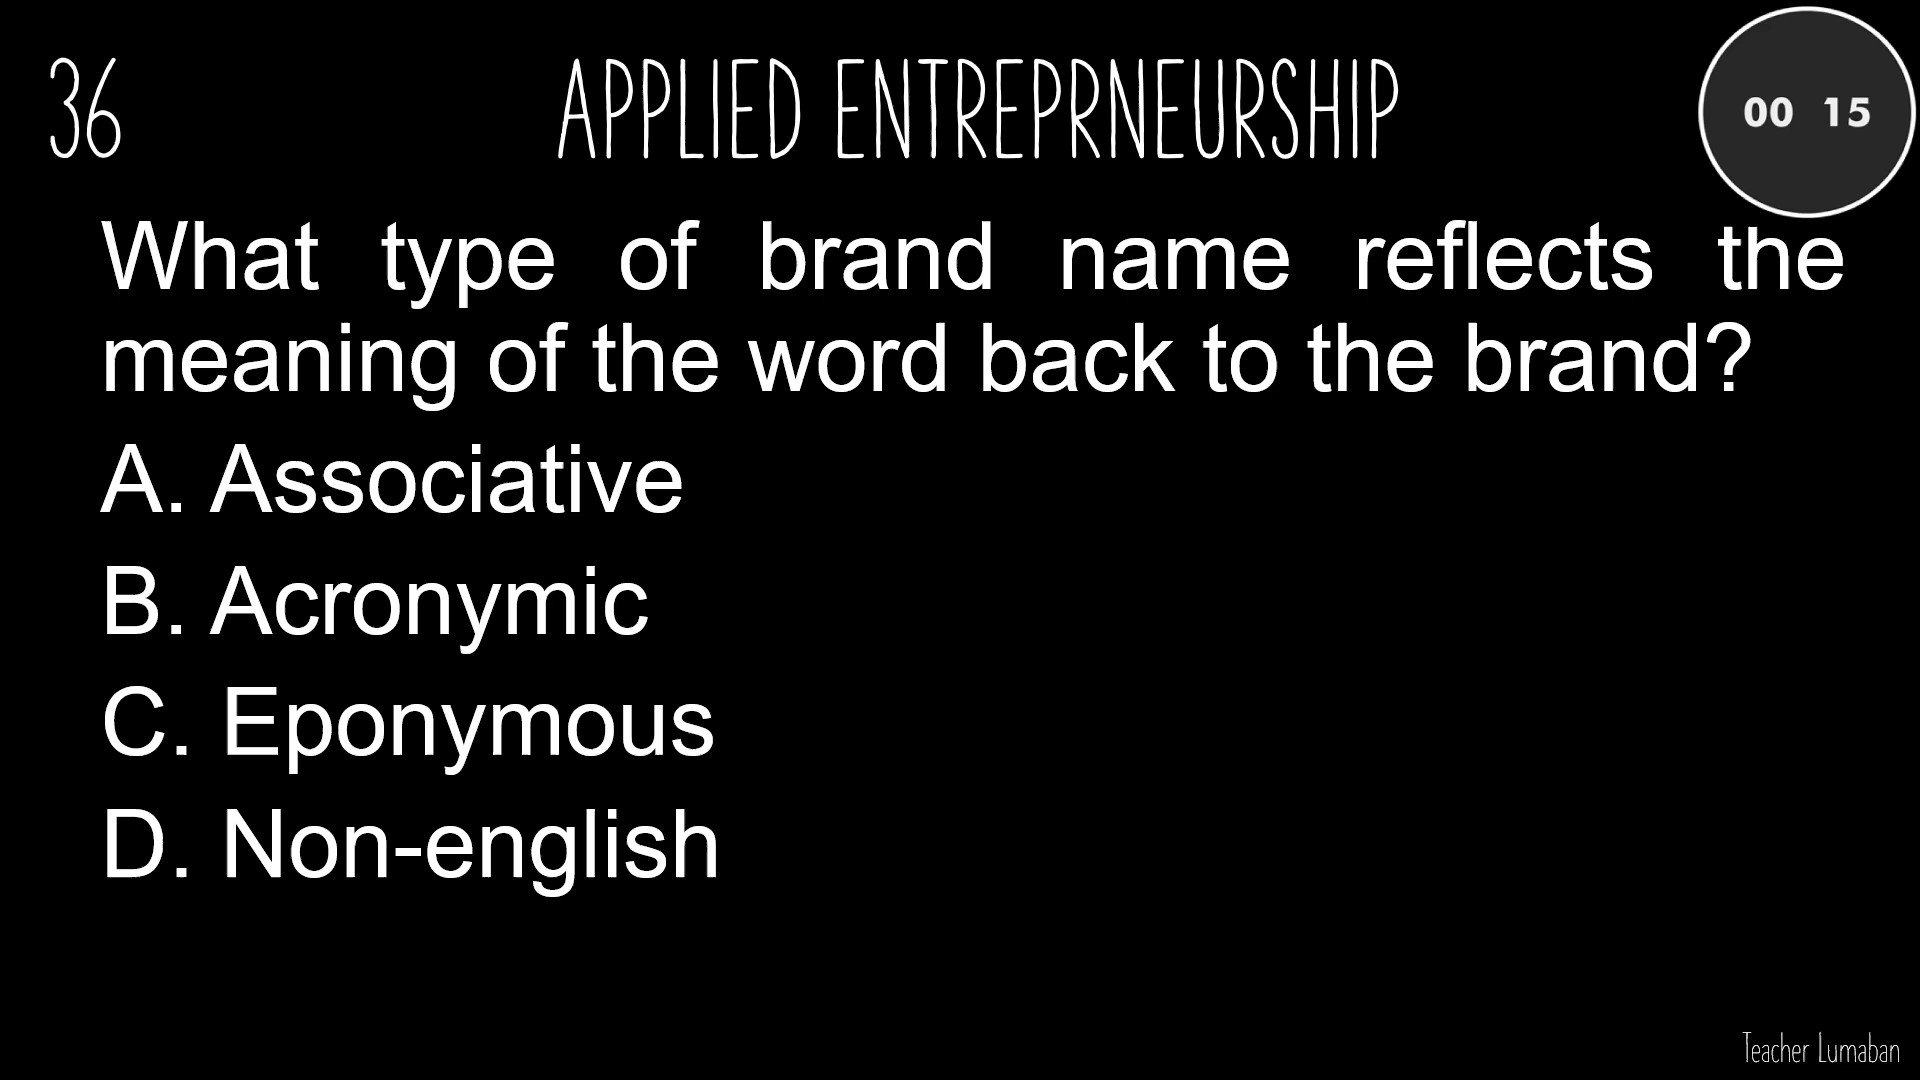 36
APPLIED ENTREPRNEURSHIP
00 15
What type of brand name reflects the
meaning of the word back to the brand?
A. Associative
B. Acronymic
C. Eponymous
D. Non-english
Teacher Lumaban